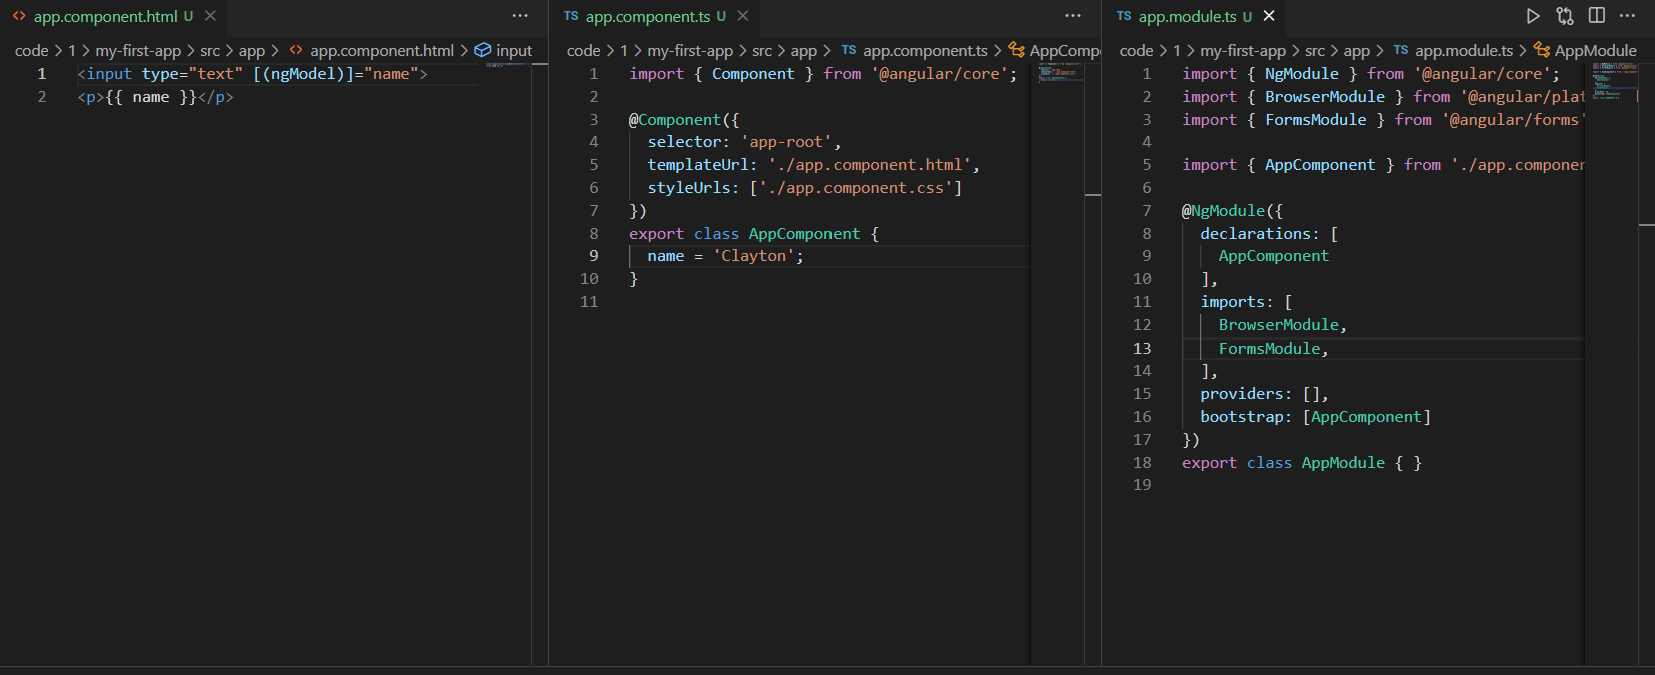 app.component.html U
code > 1 > my-first-app > src > app > app.component.html > input
1 <input type="text" [(ngModel)]="name">
2 <p>{{ name }}</p>
TS app.component.ts U
code > 1 > my-first-app > src > app > TS app.component.ts > AppComp
1 import { Component } from '@angular/core';
2
3 @Component({
4 selector: 'app-root',
5 templateUrl: './app.component.html',
6 styleUrls: ['./app.component.css']
7 })
8 export class AppComponent {
9 name = 'Clayton';
10 }
11
TS app.module.ts U
code > 1 > my-first-app > src > app > TS app.module.ts > AppModule
1 import { NgModule } from '@angular/core';
2 import { BrowserModule } from '@angular/plat
3 import { FormsModule } from '@angular/forms'
4
5 import { AppComponent } from './app.componen
6
7 @NgModule({
8 declarations: [
9 AppComponent
10 ],
11 imports: [
12 BrowserModule,
13 FormsModule,
14 ],
15 providers: [],
16 bootstrap: [AppComponent]
17 })
18 export class AppModule { }
19